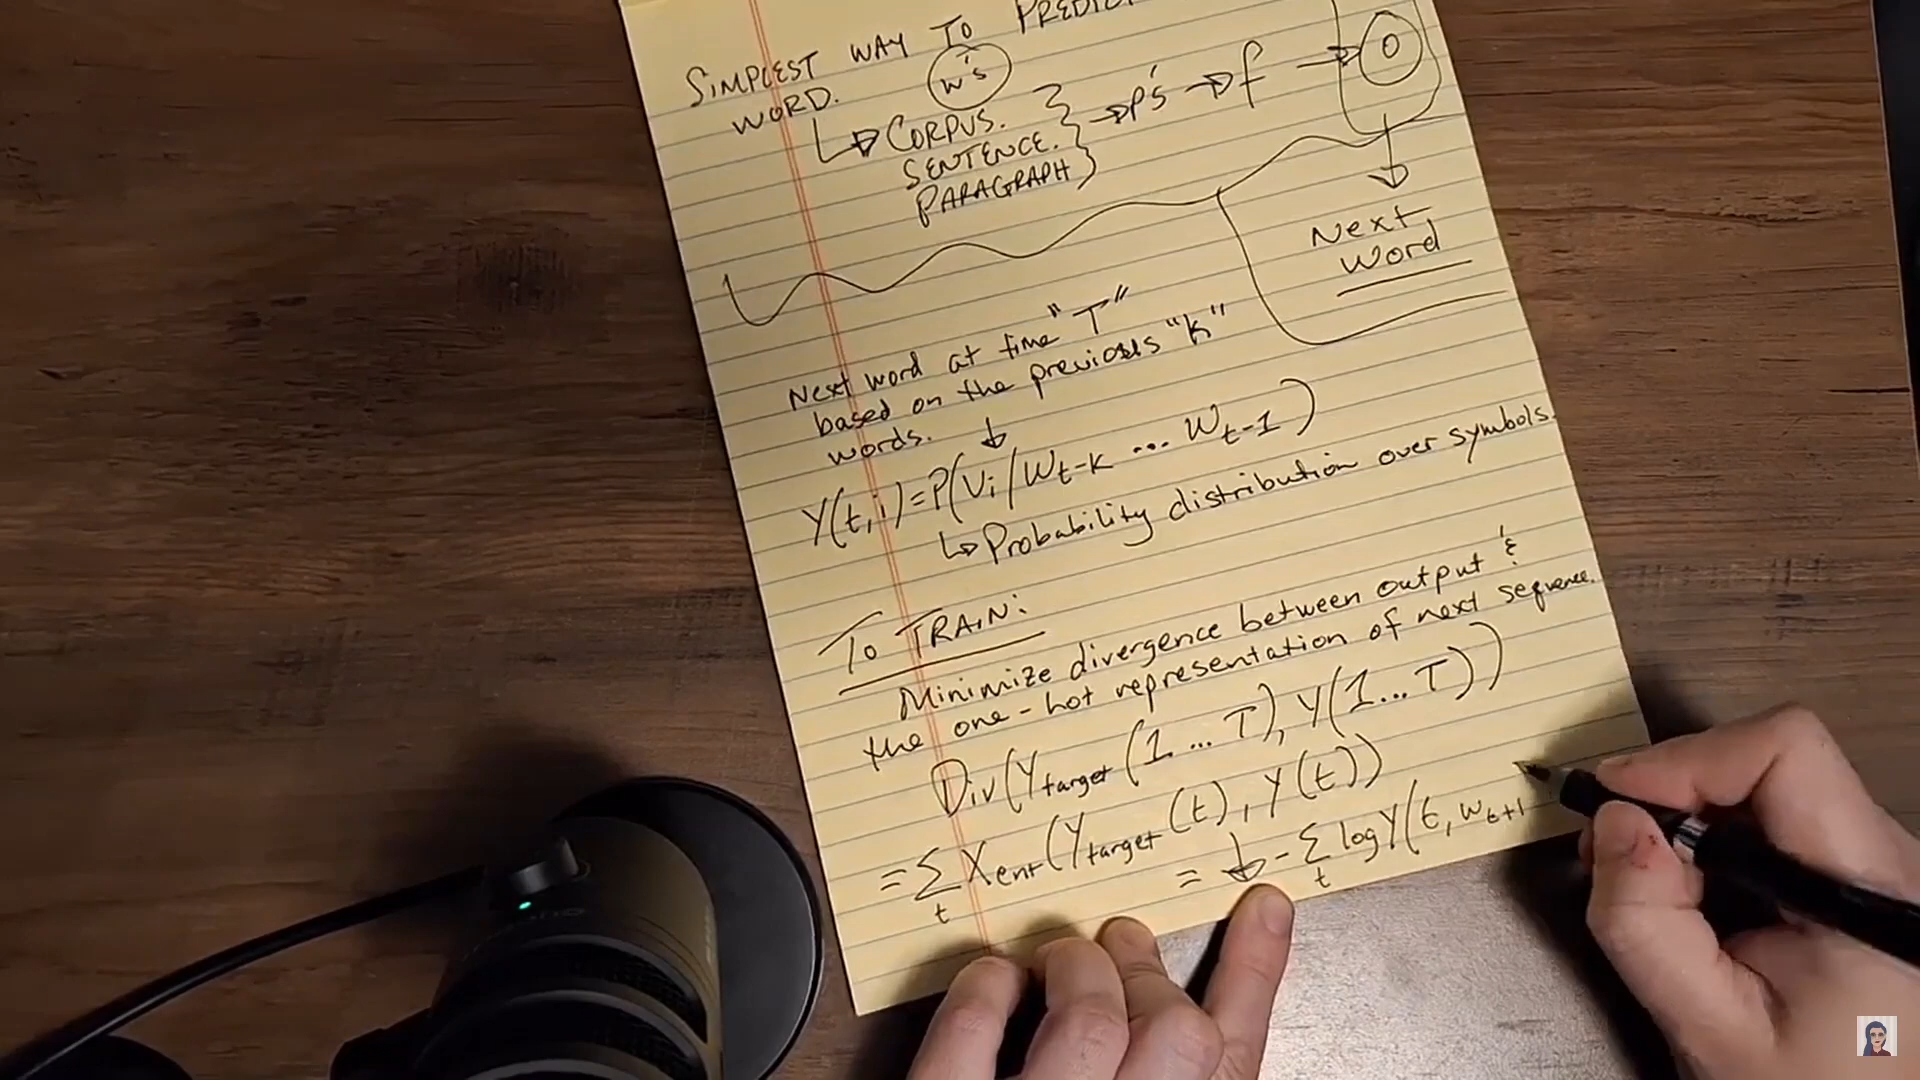 SIMPLEST WAY TO PREDICT
WORD.
w's
↳ CORPUS.
SENTENCE.
PARAGRAPH
} → P's → f → O
NEXT
WORD
Next word at time "T"
based on the previous "K"
words.
Y(t,i)=P(Vi/Wt-K ... Wt-1)
↳ Probability distribution over symbols.
TO TRAIN:
Minimize divergence between output &
the one-hot representation of next sequence.
Div(Ytarget(1...T), Y(1...T))
=Σt Xent(Ytarget(t), Y(t))
= -Σt log Y(t, wt+1